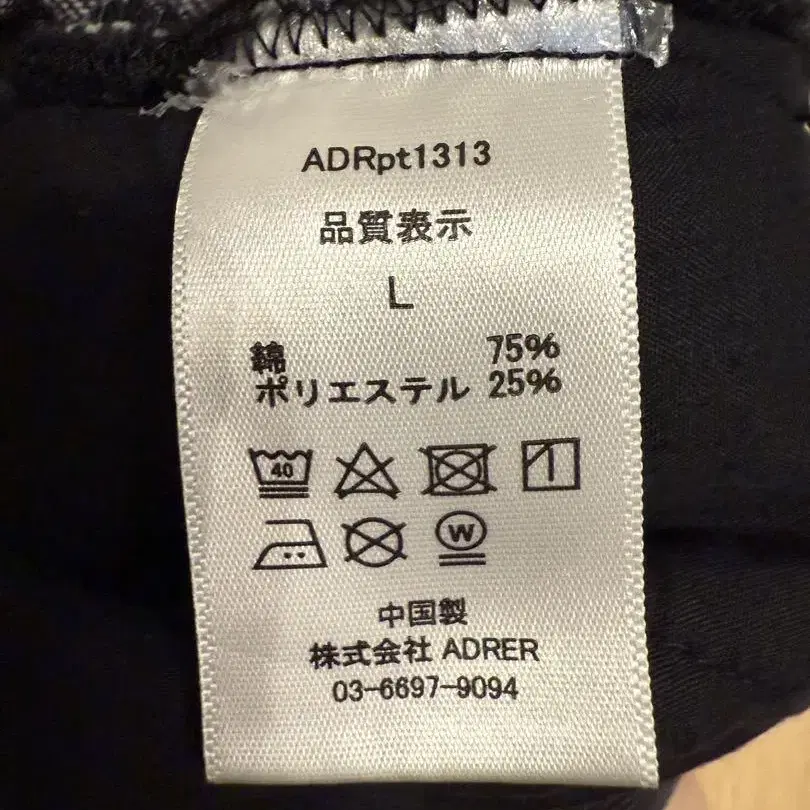 ADRpt1313
品質表示
L
綿 75%
ポリエステル 25%
40
W
中国製
株式会社 ADRER
03-6697-9094